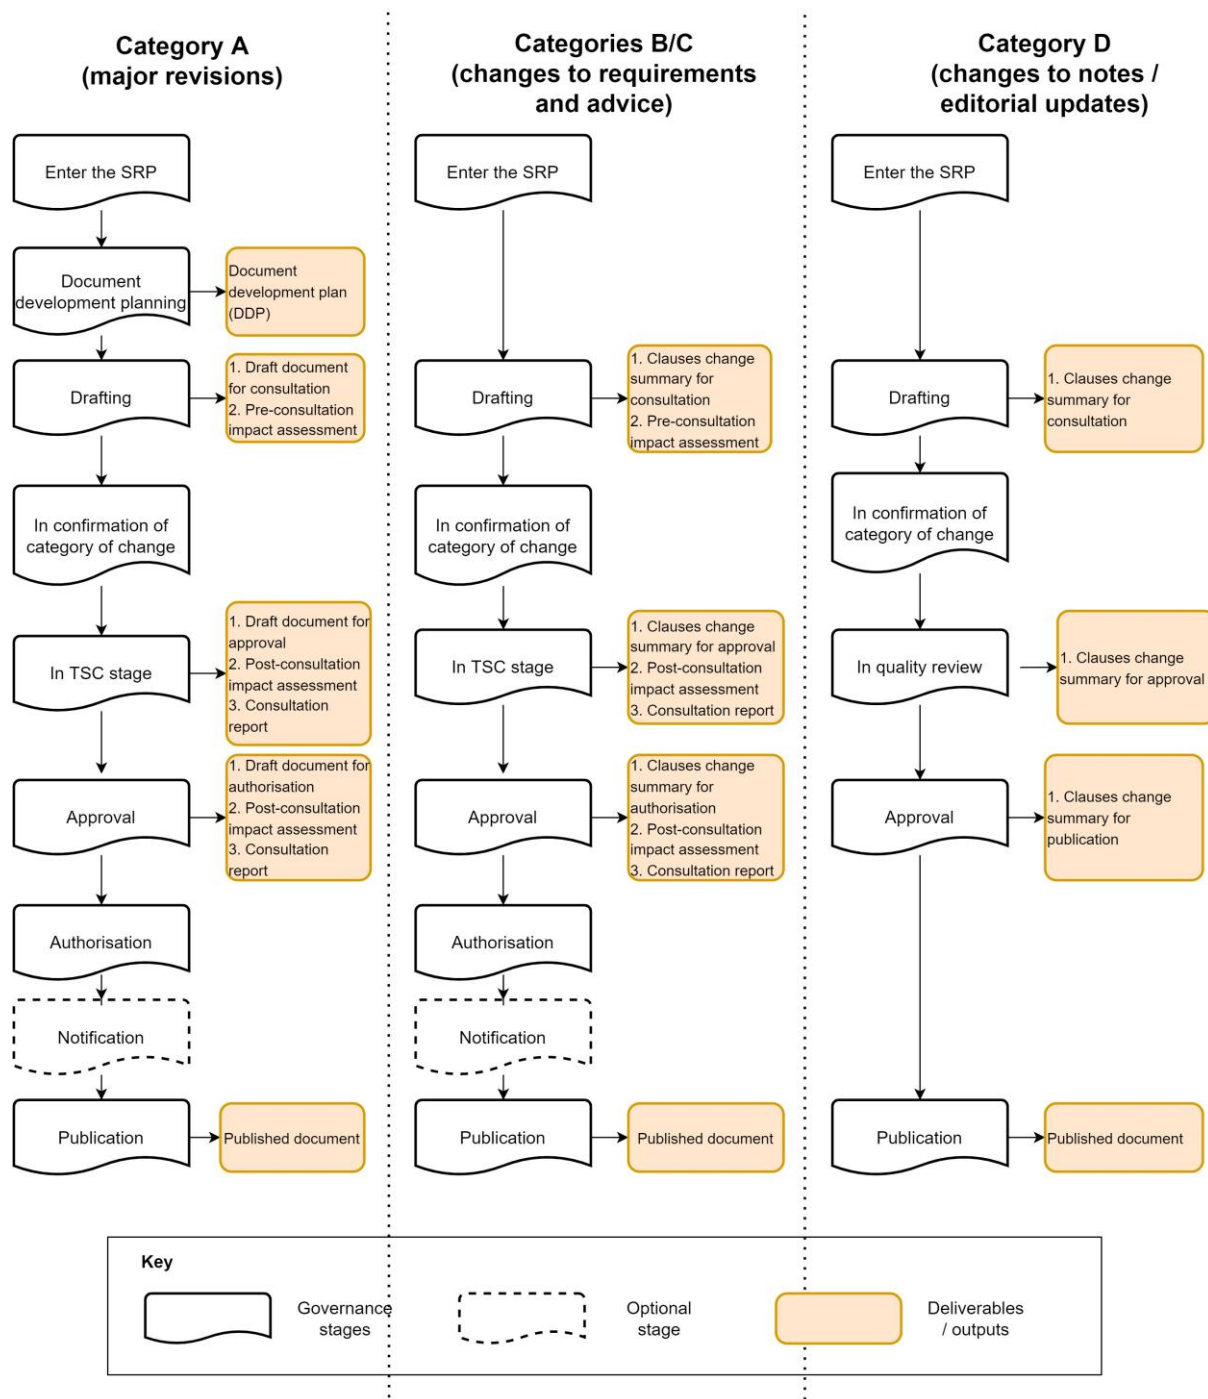 Category A
(major revisions)
Enter the SRP
Document
development planning
Document
development plan
(DDP)
Drafting
1. Draft document
for consultation
2. Pre-consultation
impact assessment
In confirmation of
category of change
In TSC stage
1. Draft document for
approval
2. Post-consultation
impact assessment
3. Consultation
report
Approval
1. Draft document for
authorisation
2. Post-consultation
impact assessment
3. Consultation
report
Authorisation
Notification
Publication
Published document
Categories B/C
(changes to requirements
and advice)
Enter the SRP
Drafting
1. Clauses change
summary for
consultation
2. Pre-consultation
impact assessment
In confirmation of
category of change
In TSC stage
1. Clauses change
summary for approval
2. Post-consultation
impact assessment
3. Consultation report
Approval
1. Clauses change
summary for
authorisation
2. Post-consultation
impact assessment
3. Consultation report
Authorisation
Notification
Publication
Published document
Category D
(changes to notes /
editorial updates)
Enter the SRP
Drafting
1. Clauses change
summary for
consultation
In confirmation of
category of change
In quality review
1. Clauses change
summary for approval
Approval
1. Clauses change
summary for
publication
Publication
Published document
Key
Governance
stages
Optional
stage
Deliverables
/ outputs